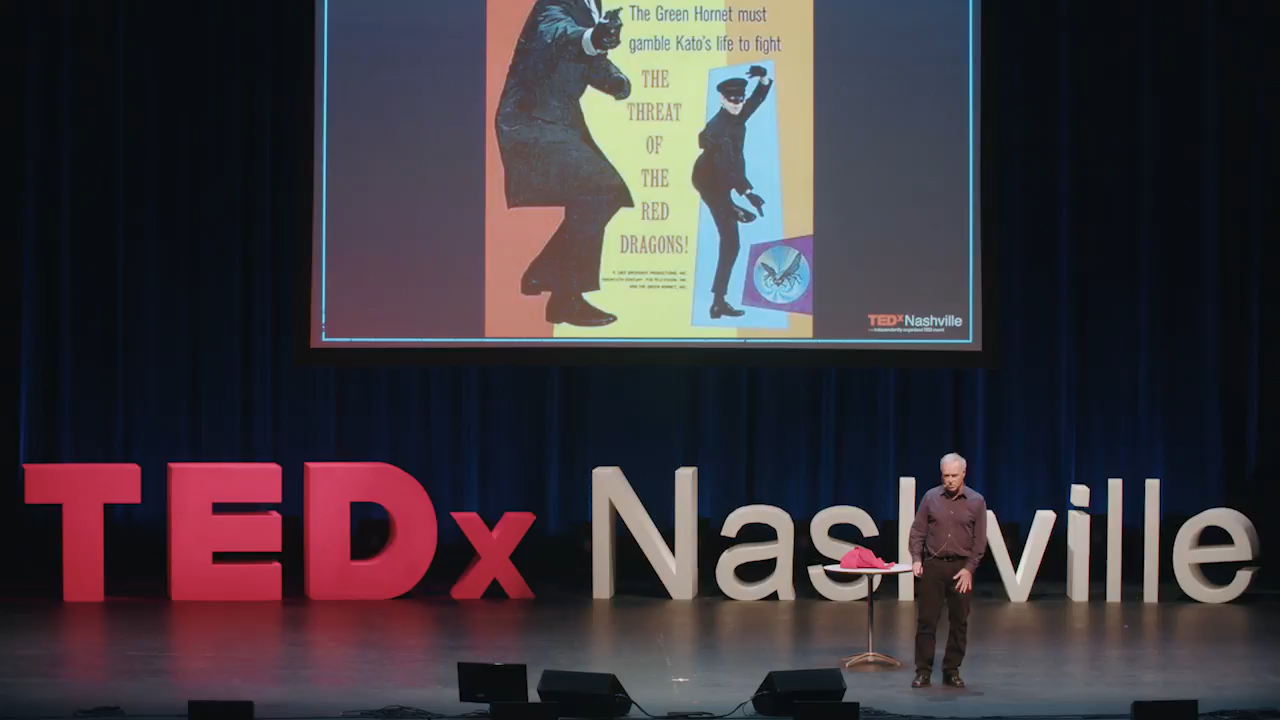 The Green Hornet must
gamble Kato's life to fight
THE
THREAT
OF
THE
RED
DRAGONS!
TEDxNashville
TEDx Nashville